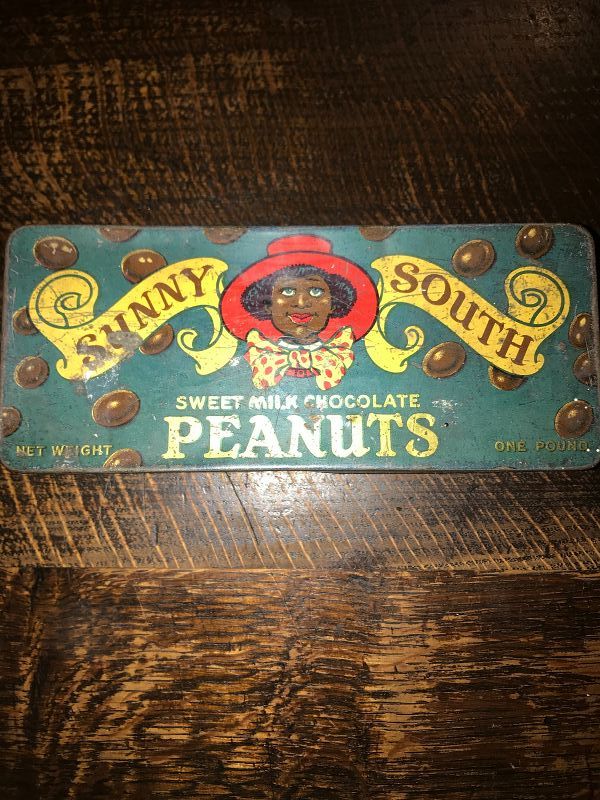 SUNNY SOUTH
SWEET MILK CHOCOLATE
PEANUTS
NET WEIGHT
ONE POUND